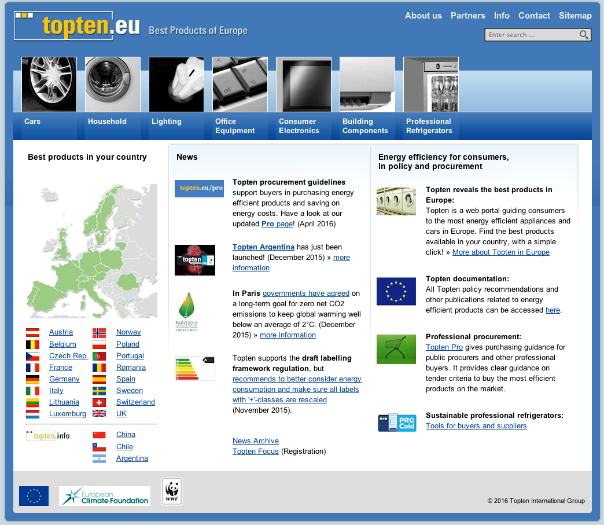 topten.eu Best Products of Europe
About us Partners Info Contact Sitemap
Enter search ...
Cars
Household
Lighting
Office
Equipment
Consumer
Electronics
Building
Components
Professional
Refrigerators
Best products in your country
Austria
Belgium
Czech Rep.
France
Germany
Italy
Lithuania
Luxemburg
Norway
Poland
Portugal
Romania
Spain
Sweden
Switzerland
UK
topten.info
China
Chile
Argentina
News
topten.eu/pro
Topten procurement guidelines
support buyers in purchasing energy
efficient products and saving on
energy costs. Have a look at our
updated Pro page! (April 2016)
topten
Topten Argentina has just been
launched! (December 2015) » more
information
PARIS2015
In Paris governments have agreed on
a long-term goal for zero net CO2
emissions to keep global warming well
below an average of 2°C. (December
2015) » more information
Topten supports the draft labelling
framework regulation, but
recommends to better consider energy
consumption and make sure all labels
with '+'-classes are rescaled
(November 2015).
News Archive
Topten Focus (Registration)
Energy efficiency for consumers,
in policy and procurement
Topten reveals the best products in
Europe:
Topten is a web portal guiding consumers
to the most energy efficient appliances and
cars in Europe. Find the best products
available in your country, with a simple
click! » More about Topten in Europe
Topten documentation:
All Topten policy recommendations and
other publications related to energy
efficient products can be accessed here.
Professional procurement:
Topten Pro gives purchasing guidance for
public procurers and other professional
buyers. It provides clear guidance on
tender criteria to buy the most efficient
products on the market.
PRO
Cold
Sustainable professional refrigerators:
Tools for buyers and suppliers
European
Climate Foundation
WWF
© 2016 Topten International Group